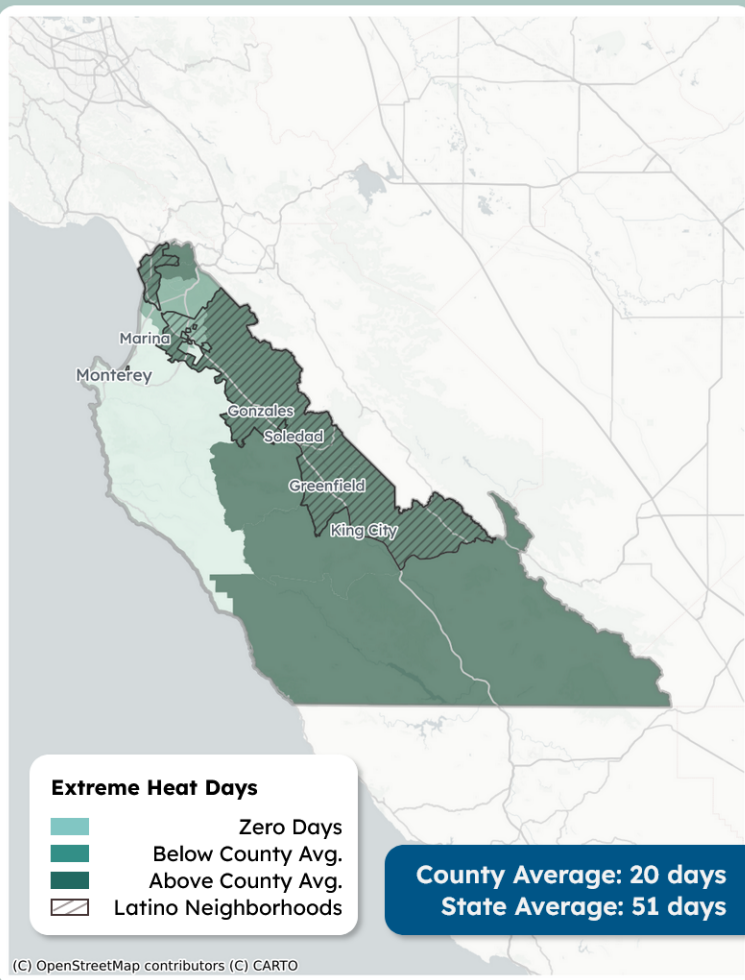 Marina
Monterey
Gonzales
Soledad
Greenfield
King City
Extreme Heat Days
Zero Days
Below County Avg.
Above County Avg.
Latino Neighborhoods
County Average: 20 days
State Average: 51 days
(C) OpenStreetMap contributors (C) CARTO